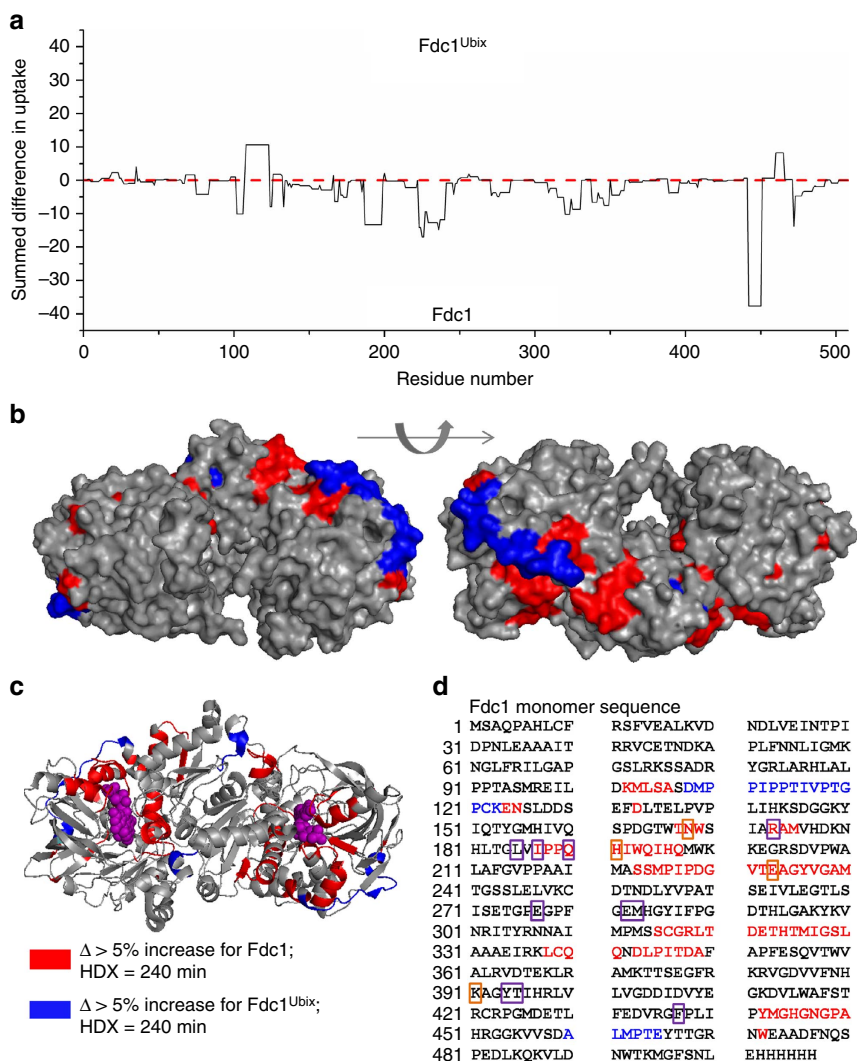 a
Fdc1Ubix
Summed difference in uptake
40
30
20
10
0
−10
−20
−30
−40
Fdc1
0 100 200 300 400 500
Residue number
b
c
d
Fdc1 monomer sequence
1 MSAQPAHLCF RSFVEALKVD NDLVEINTPI
31 DPNLEAAAIT RRVCETNDKA PLFNNLIGMK
61 NGLFRILGAP GSLRKSSADR YGRLARHLAL
91 PPTASMREIL DKMLSASDMP PIPPTIVPTG
121 PCKENSLDDS EFDLTELPVP LIHKSDGGKY
151 IQTYGMHIVQ SPDGTWTNWS IARAMVHDKN
181 HLTGLVIPPQ HIWQIHQMWK KEGRSDVPWA
211 LAFGVPPAAI MASSMPIPDG VTEAGYVGAM
241 TGSSLELVKC DTNDLYVPAT SEIVLEGTLS
271 ISETGPEGPF GEMHGYIFPG DTHLGAKYKV
301 NRITYRNNAI MPMSSCGRLT DETHTMIGSL
331 AAAEIRKLCQ QNDLPITDAF APFESQVTWV
361 ALRVDTEKLR AMKTTSEGFR KRVGDVVFNH
391 KAGYTIHRLV LVGDDIDVYE GKDVLWAFST
421 RCRPGMDETL FEDVRGFPLI PYMGHGNGPA
451 HRGGKVVSDA LMPTEYTTGR NWEAADFNQS
481 PEDLKQKVLD NWTKMGFSNL EHHHHHH
Δ > 5% increase for Fdc1;
HDX = 240 min
Δ > 5% increase for Fdc1Ubix;
HDX = 240 min